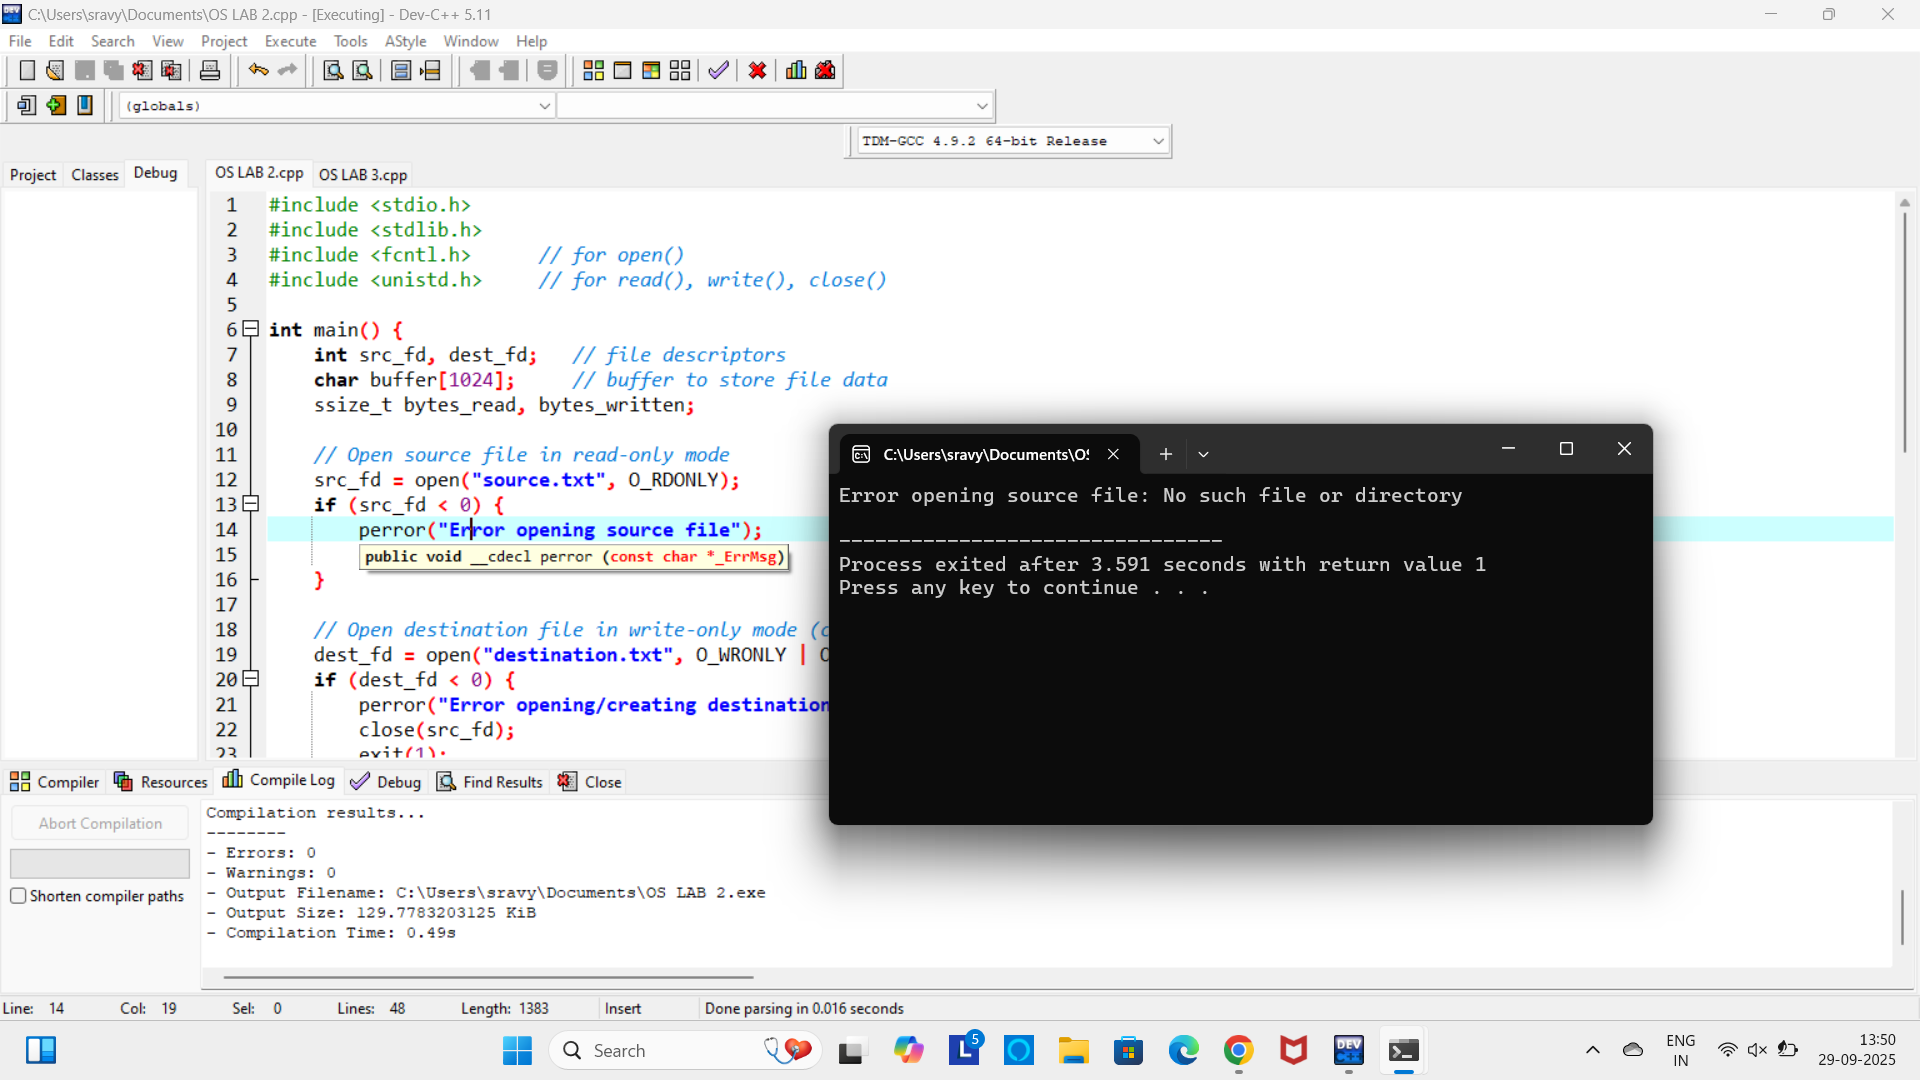 C:\Users\sravy\Documents\OS LAB 2.cpp - [Executing] - Dev-C++ 5.11
File Edit Search View Project Execute Tools AStyle Window Help
(globals)
TDM-GCC 4.9.2 64-bit Release
Project Classes Debug
OS LAB 2.cpp OS LAB 3.cpp
1 #include <stdio.h>
2 #include <stdlib.h>
3 #include <fcntl.h> // for open()
4 #include <unistd.h> // for read(), write(), close()
5
6 int main() {
7 int src_fd, dest_fd; // file descriptors
8 char buffer[1024]; // buffer to store file data
9 ssize_t bytes_read, bytes_written;
10
11 // Open source file in read-only mode
12 src_fd = open("source.txt", O_RDONLY);
13 if (src_fd < 0) {
14 perror("Error opening source file");
15 public void __cdecl perror (const char *_ErrMsg)
16 }
17
18 // Open destination file in write-only mode (c
19 dest_fd = open("destination.txt", O_WRONLY | O
20 if (dest_fd < 0) {
21 perror("Error opening/creating destination
22 close(src_fd);
23 exit(1);
C:\Users\sravy\Documents\OS
Error opening source file: No such file or directory
--------------------------------
Process exited after 3.591 seconds with return value 1
Press any key to continue . . .
Compiler Resources Compile Log Debug Find Results Close
Abort Compilation
Shorten compiler paths
Compilation results...
--------
- Errors: 0
- Warnings: 0
- Output Filename: C:\Users\sravy\Documents\OS LAB 2.exe
- Output Size: 129.7783203125 KiB
- Compilation Time: 0.49s
Line: 14 Col: 19 Sel: 0 Lines: 48 Length: 1383 Insert Done parsing in 0.016 seconds
Search
L 5
DEV C++
ENG
IN
13:50
29-09-2025